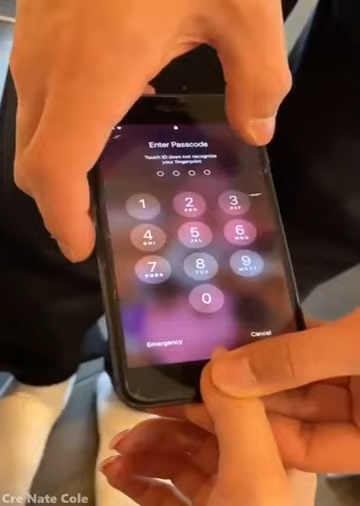 Enter Passcode
Touch ID does not recognize
your fingerprint
1
2
ABC
3
DEF
4
GHI
5
JKL
6
MNO
7
PQRS
8
TUV
9
WXYZ
0
Emergency
Cancel
Cre Nate Cole